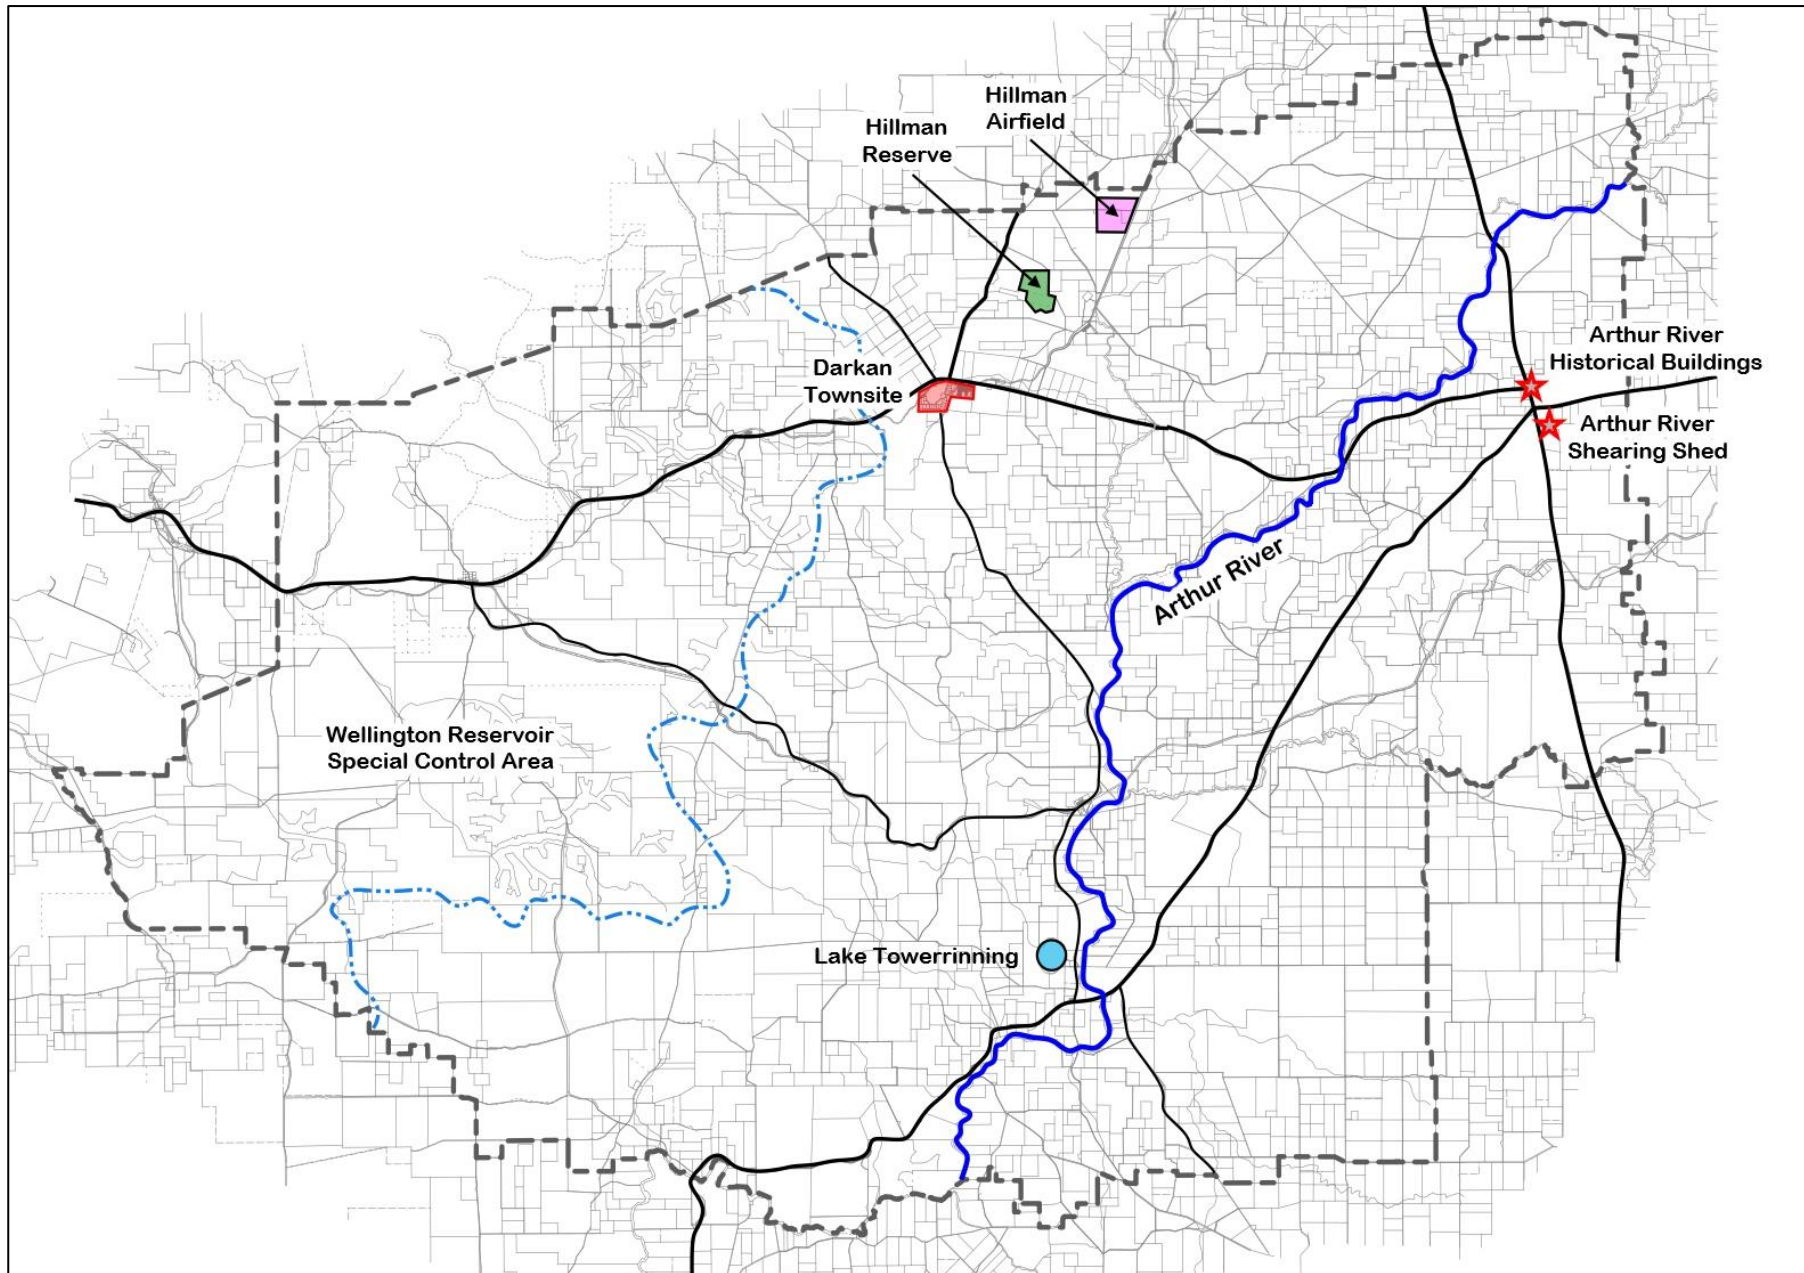 Hillman
Airfield
Hillman
Reserve
Arthur River
Historical Buildings
Darkan
Townsite
Arthur River
Shearing Shed
Arthur River
Wellington Reservoir
Special Control Area
Lake Towerrinning